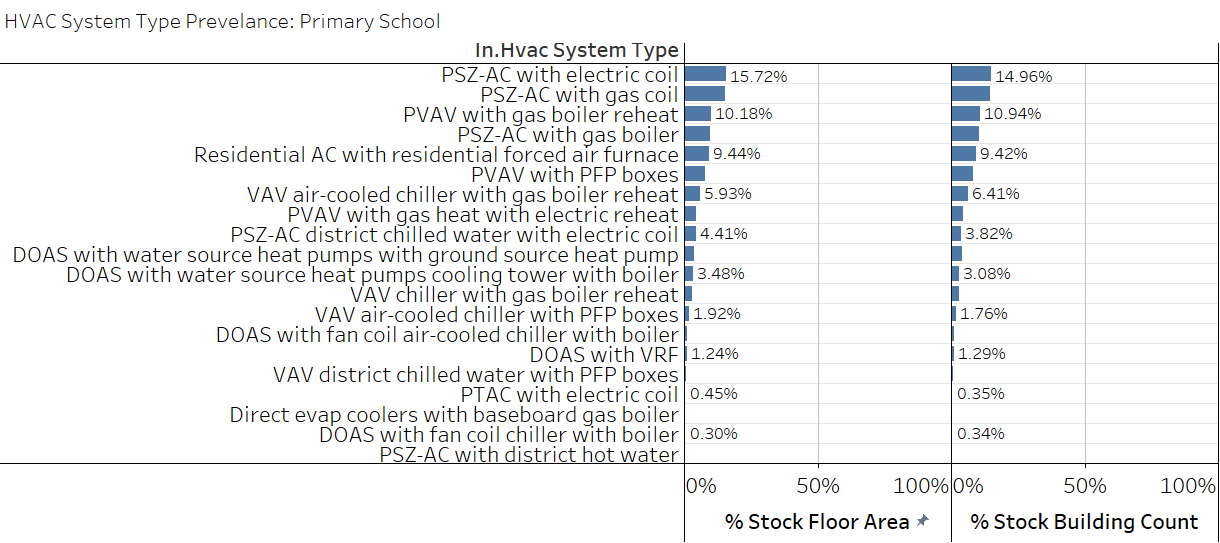 HVAC System Type Prevelance: Primary School
In.Hvac System Type
PSZ-AC with electric coil 15.72% 14.96%
PSZ-AC with gas coil
PVAV with gas boiler reheat 10.18% 10.94%
PSZ-AC with gas boiler
Residential AC with residential forced air furnace 9.44% 9.42%
PVAV with PFP boxes
VAV air-cooled chiller with gas boiler reheat 5.93% 6.41%
PVAV with gas heat with electric reheat
PSZ-AC district chilled water with electric coil 4.41% 3.82%
DOAS with water source heat pumps with ground source heat pump
DOAS with water source heat pumps cooling tower with boiler 3.48% 3.08%
VAV chiller with gas boiler reheat
VAV air-cooled chiller with PFP boxes 1.92% 1.76%
DOAS with fan coil air-cooled chiller with boiler
DOAS with VRF 1.24% 1.29%
VAV district chilled water with PFP boxes
PTAC with electric coil 0.45% 0.35%
Direct evap coolers with baseboard gas boiler
DOAS with fan coil chiller with boiler 0.30% 0.34%
PSZ-AC with district hot water
0% 50% 100% 0% 50% 100%
% Stock Floor Area % Stock Building Count